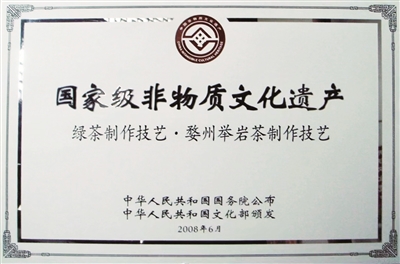 国家级非物质文化遗产
绿茶制作技艺·婺州举岩茶制作技艺
中华人民共和国国务院公布
中华人民共和国文化部颁发
2008年6月